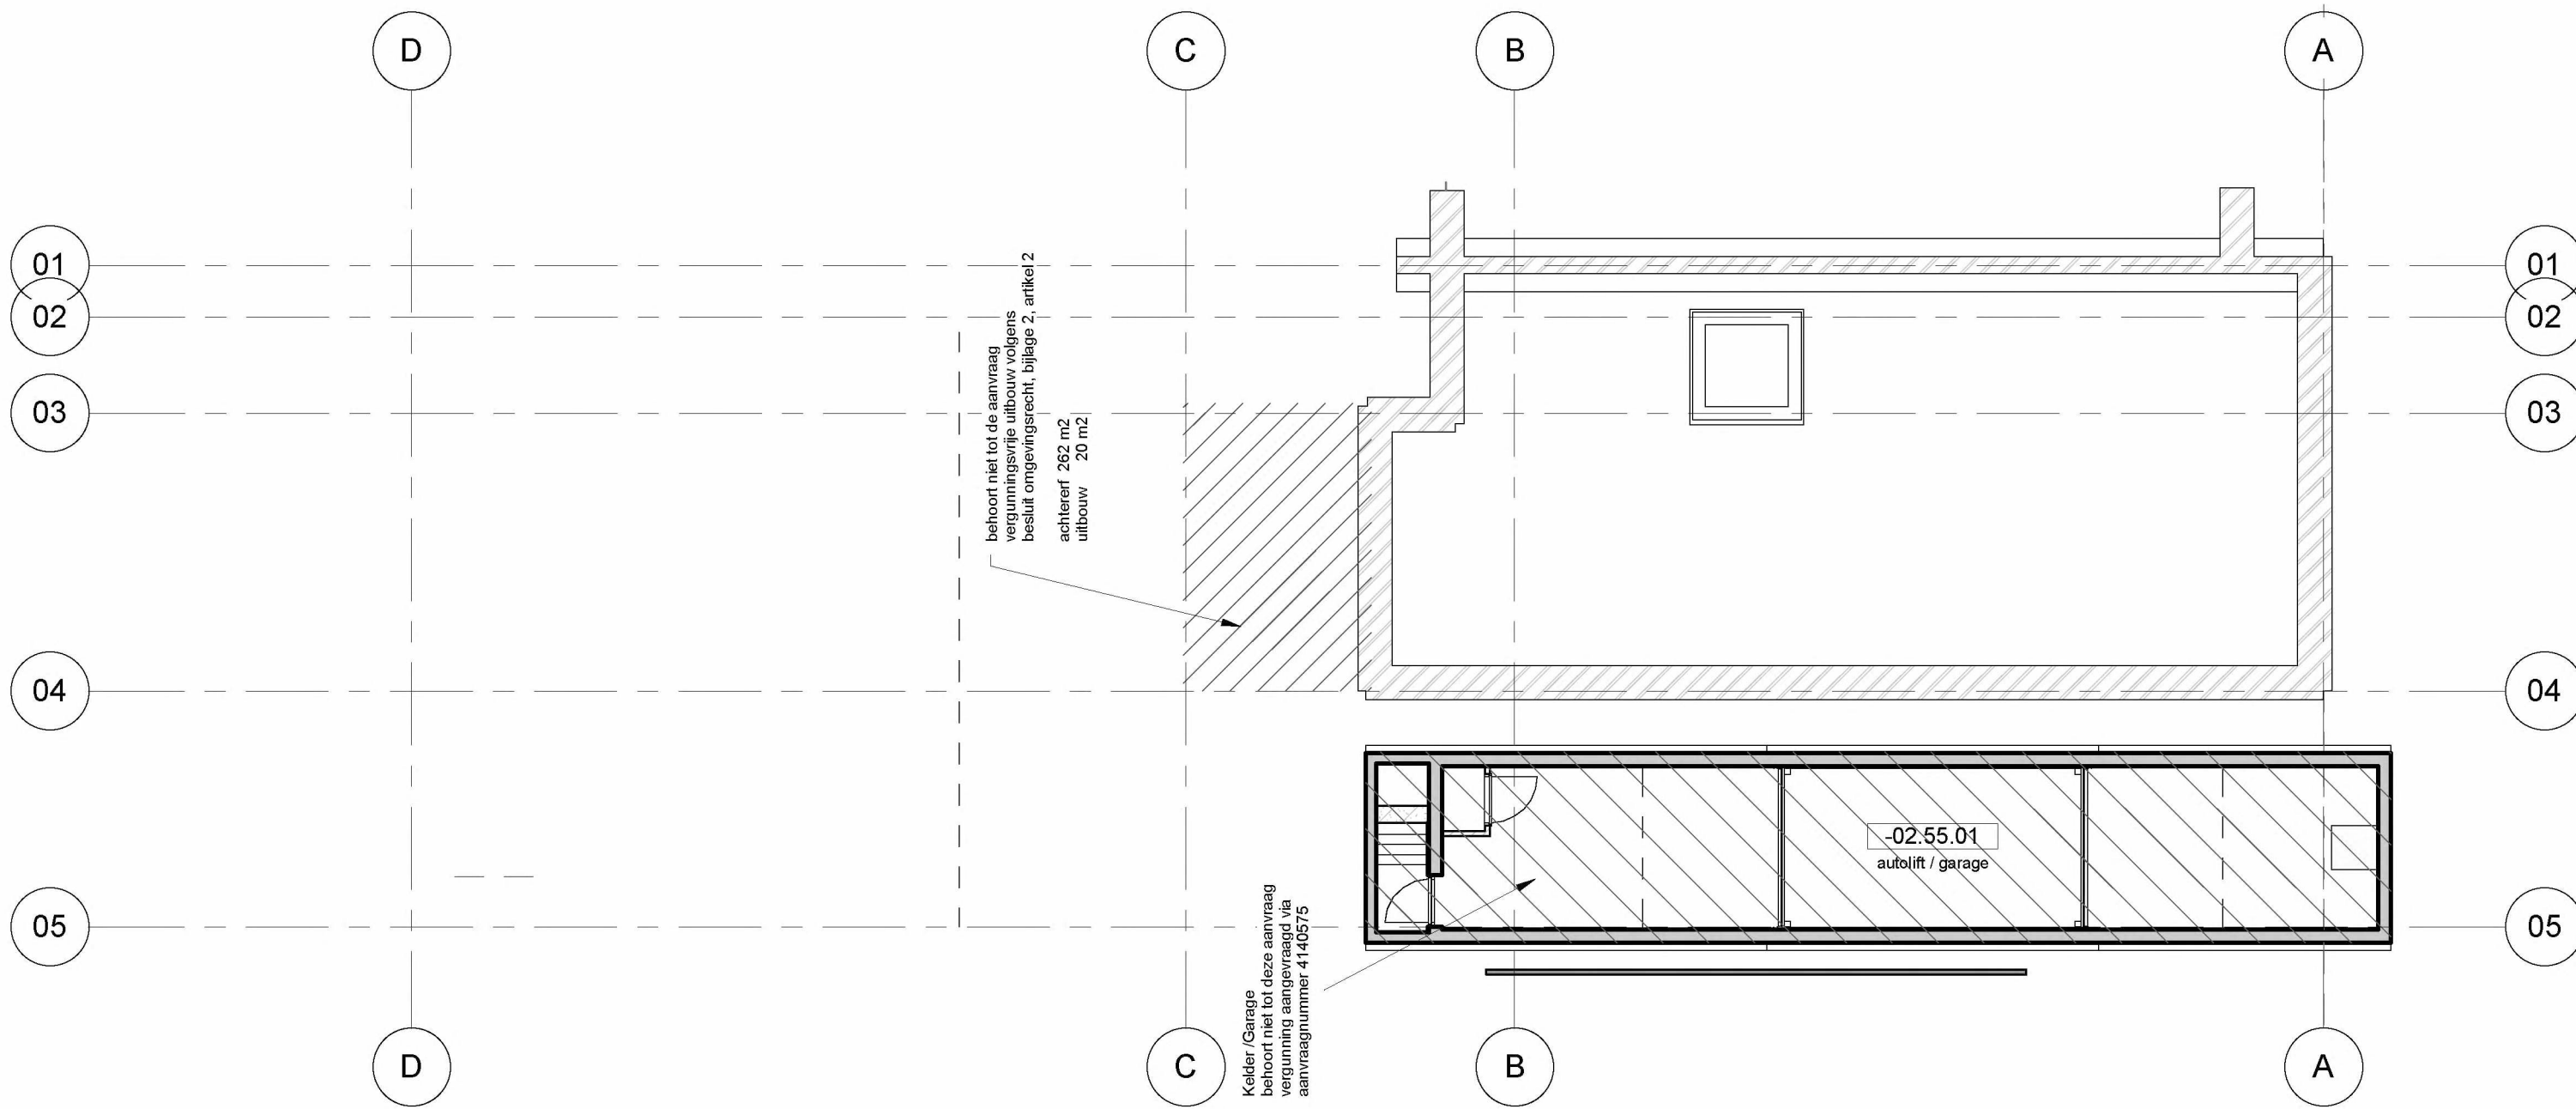 D
C
B
A
01
01
02
02
03
03
behoort niet tot de aanvraag
vergunningsvrije uitbouw volgens
besluit omgevingsrecht, bijlage 2, artikel 2
achtererf 262 m2
uitbouw 20 m2
04
04
-02.55.01
autolift / garage
05
05
Kelder /Garage
behoort niet tot deze aanvraag
vergunning aangevraagd via
aanvraagnummer 4140575
D
C
B
A